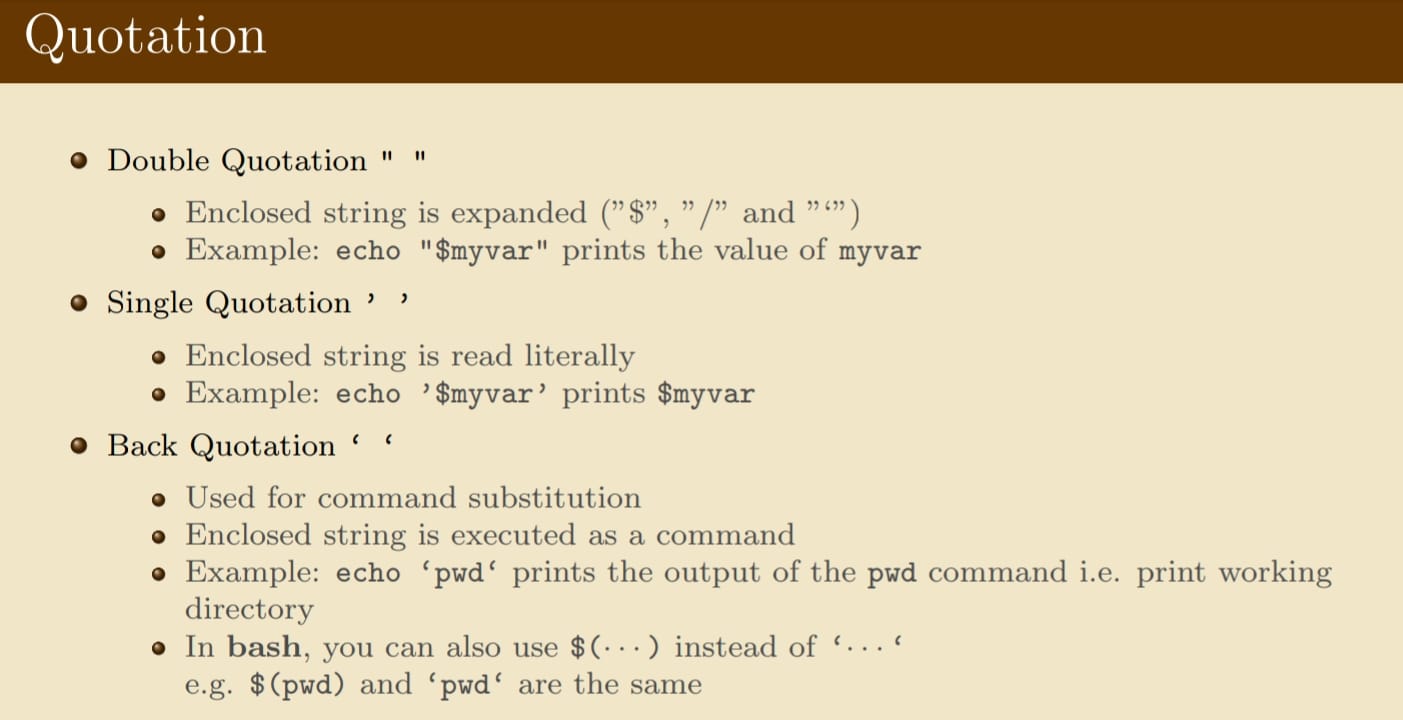 Quotation
Double Quotation " "
Enclosed string is expanded (”$”, ”/” and ”‘”)
Example: echo "$myvar" prints the value of myvar
Single Quotation ’ ’
Enclosed string is read literally
Example: echo ’$myvar’ prints $myvar
Back Quotation ‘ ‘
Used for command substitution
Enclosed string is executed as a command
Example: echo ‘pwd‘ prints the output of the pwd command i.e. print working
directory
In bash, you can also use $(···) instead of ‘···‘
e.g. $(pwd) and ‘pwd‘ are the same